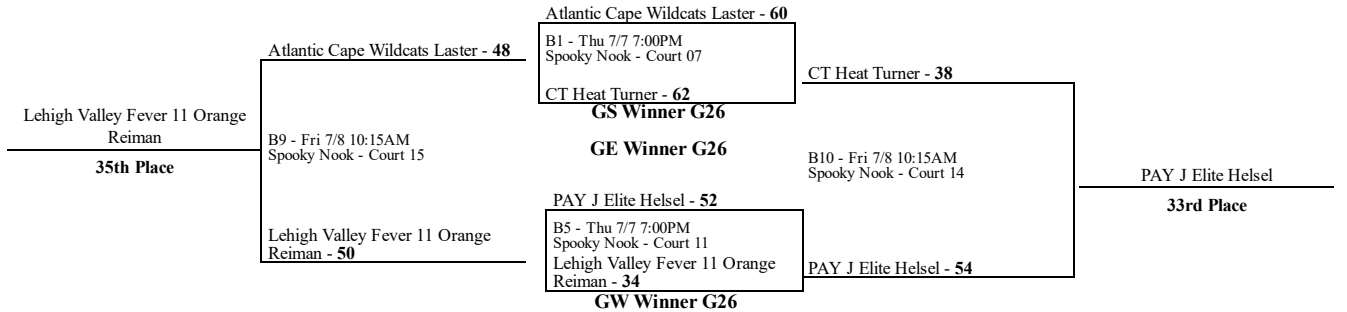 Atlantic Cape Wildcats Laster - 60
B1 - Thu 7/7 7:00PM
Spooky Nook - Court 07
CT Heat Turner - 62
GS Winner G26
GE Winner G26
Atlantic Cape Wildcats Laster - 48
B9 - Fri 7/8 10:15AM
Spooky Nook - Court 15
Lehigh Valley Fever 11 Orange
Reiman - 50
Lehigh Valley Fever 11 Orange
Reiman
35th Place
PAY J Elite Helsel - 52
B5 - Thu 7/7 7:00PM
Spooky Nook - Court 11
Lehigh Valley Fever 11 Orange
Reiman - 34
GW Winner G26
CT Heat Turner - 38
B10 - Fri 7/8 10:15AM
Spooky Nook - Court 14
PAY J Elite Helsel - 54
PAY J Elite Helsel
33rd Place